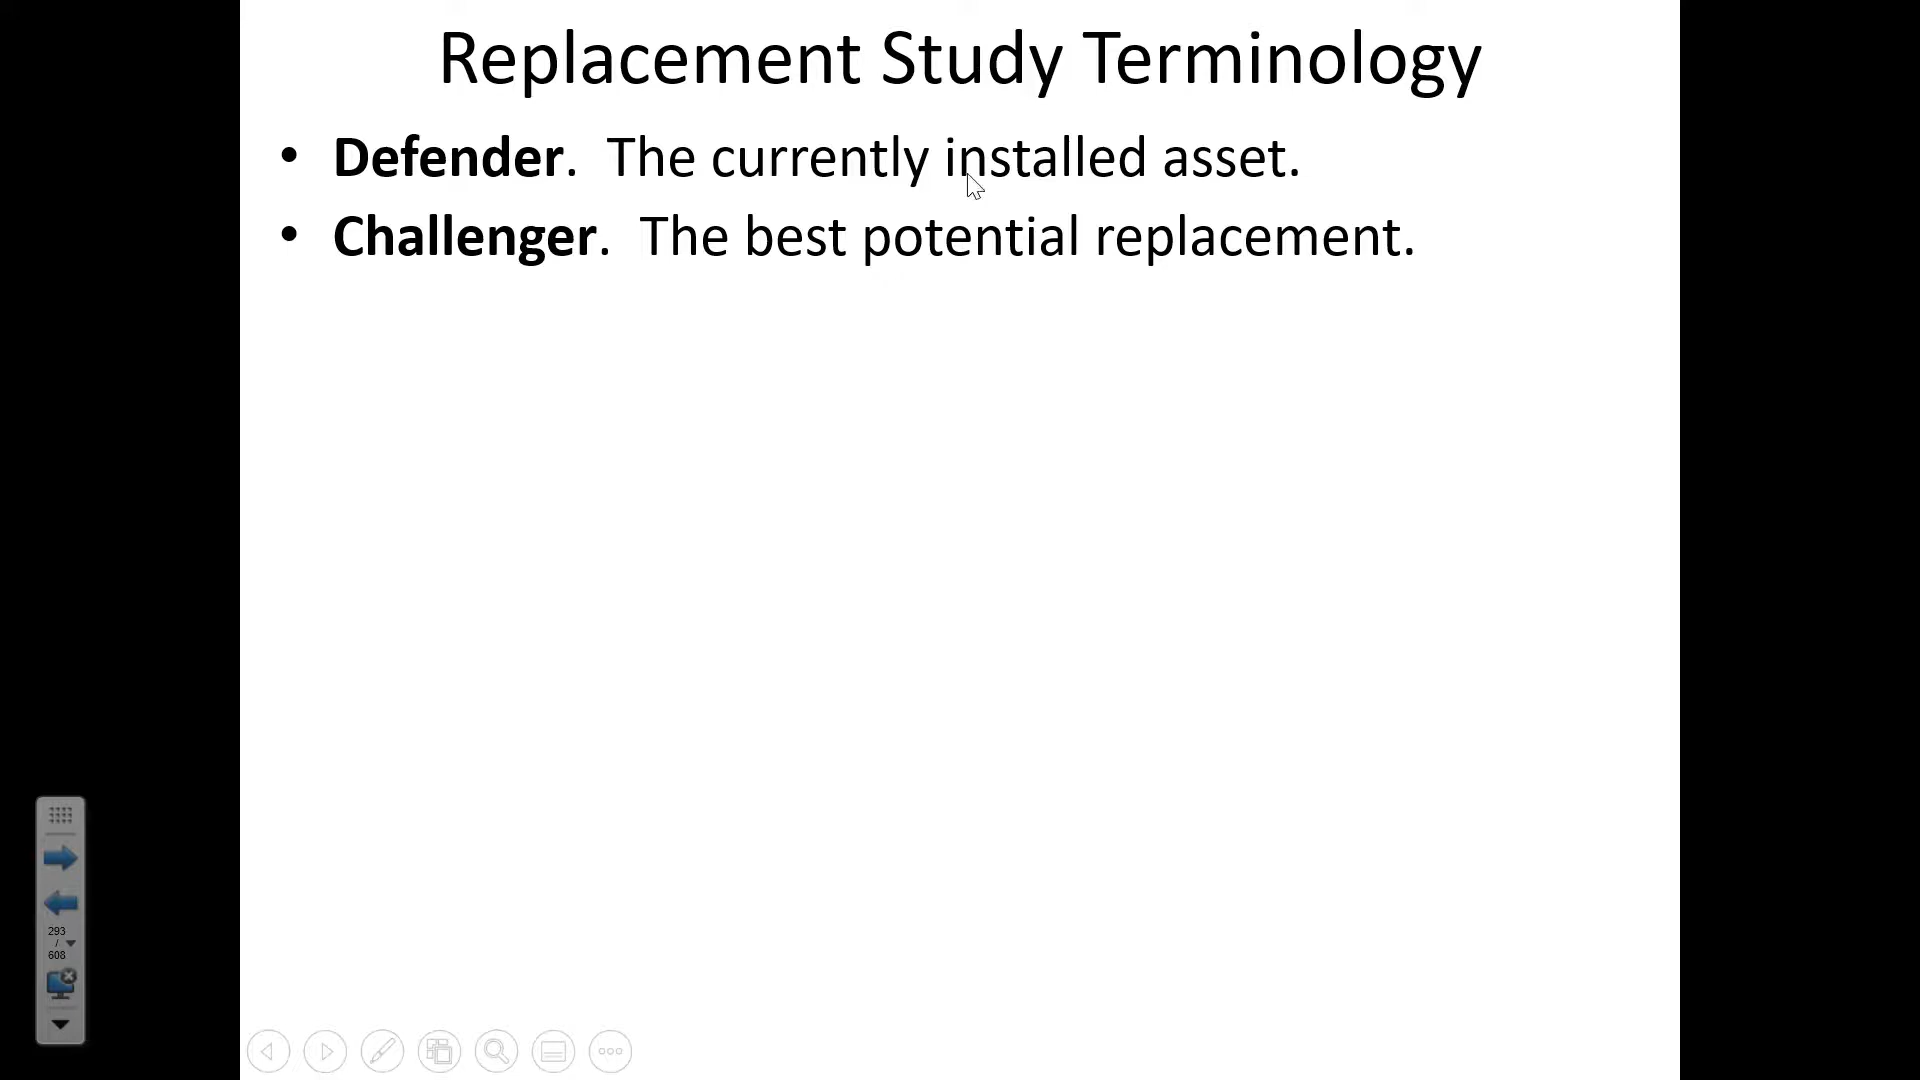 Replacement Study Terminology
• Defender.  The currently installed asset.
• Challenger.  The best potential replacement.
293
/
608